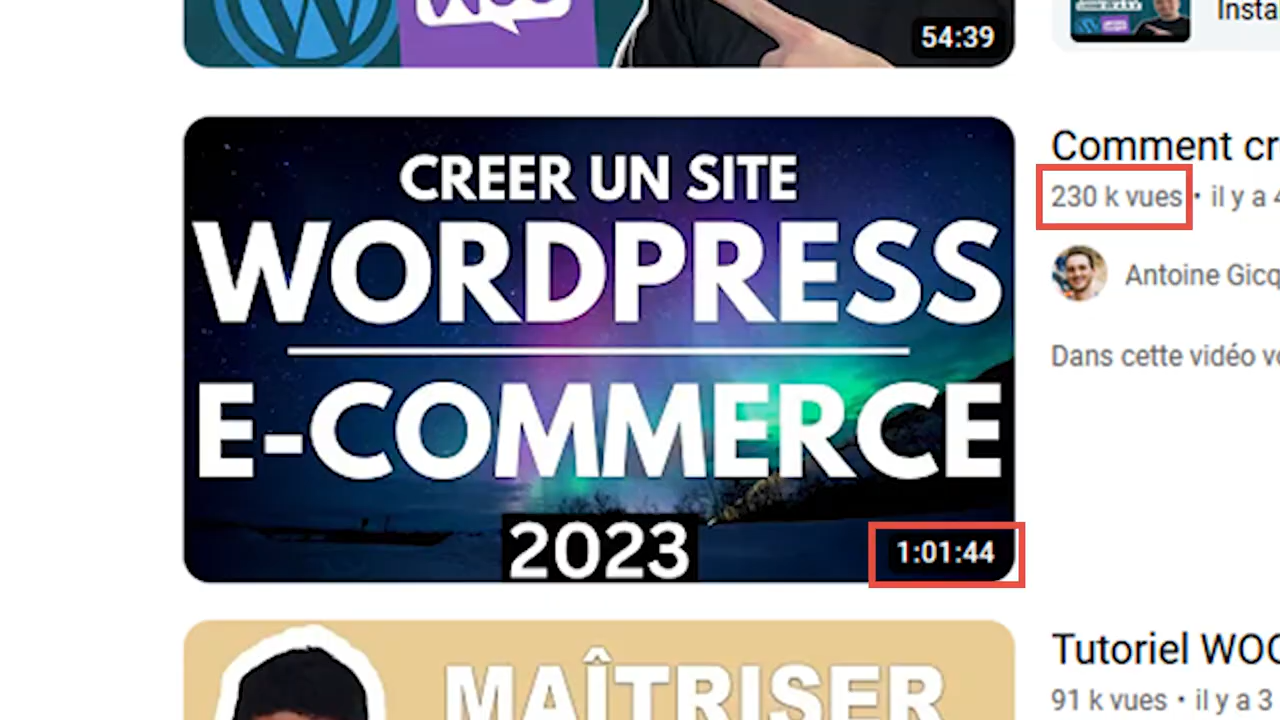 54:39
Insta
CREER UN SITE
WORDPRESS
E-COMMERCE
2023
1:01:44
Comment cr
230 k vues • il y a 4
Antoine Gicq
Dans cette vidéo v
MAÎTRISER
Tutoriel WOO
91 k vues • il y a 3